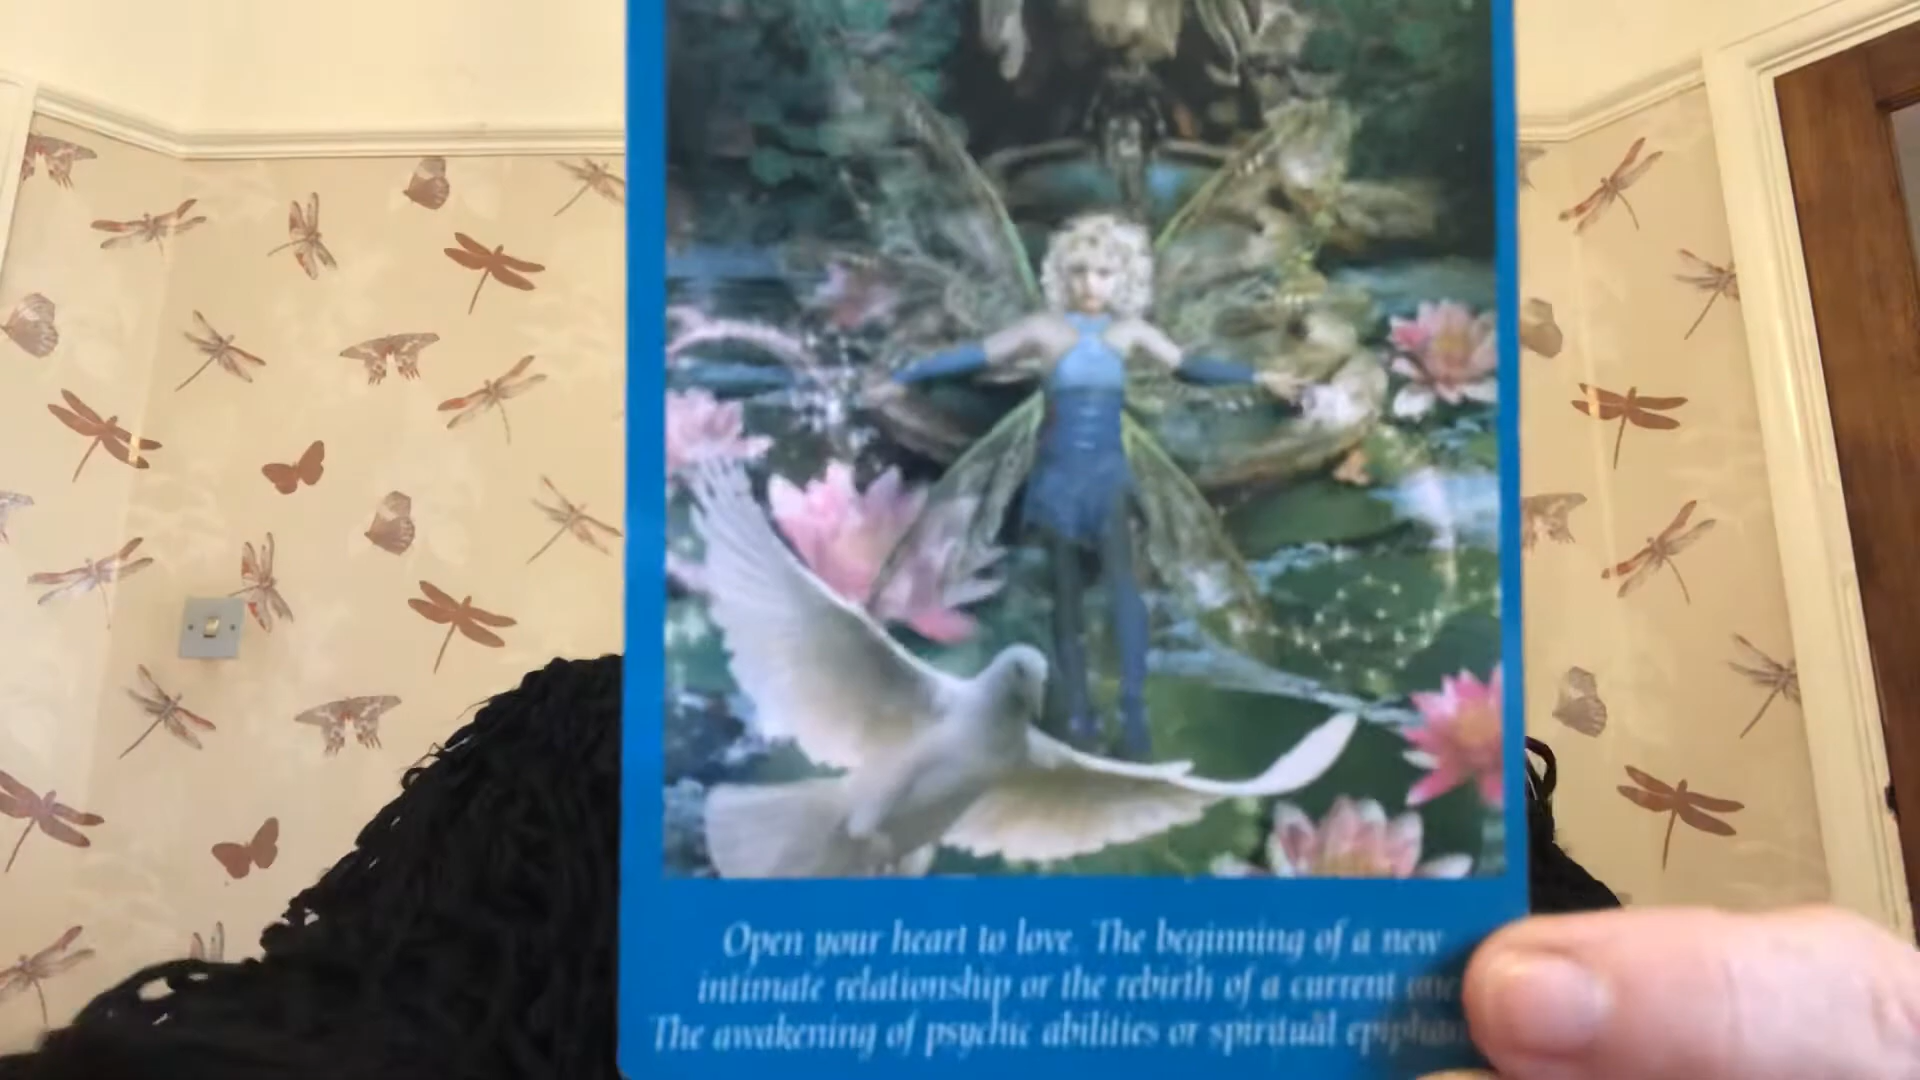 Open your heart to love. The beginning of a new
intimate relationship or the rebirth of a current one
The awakening of psychic abilities or spiritual